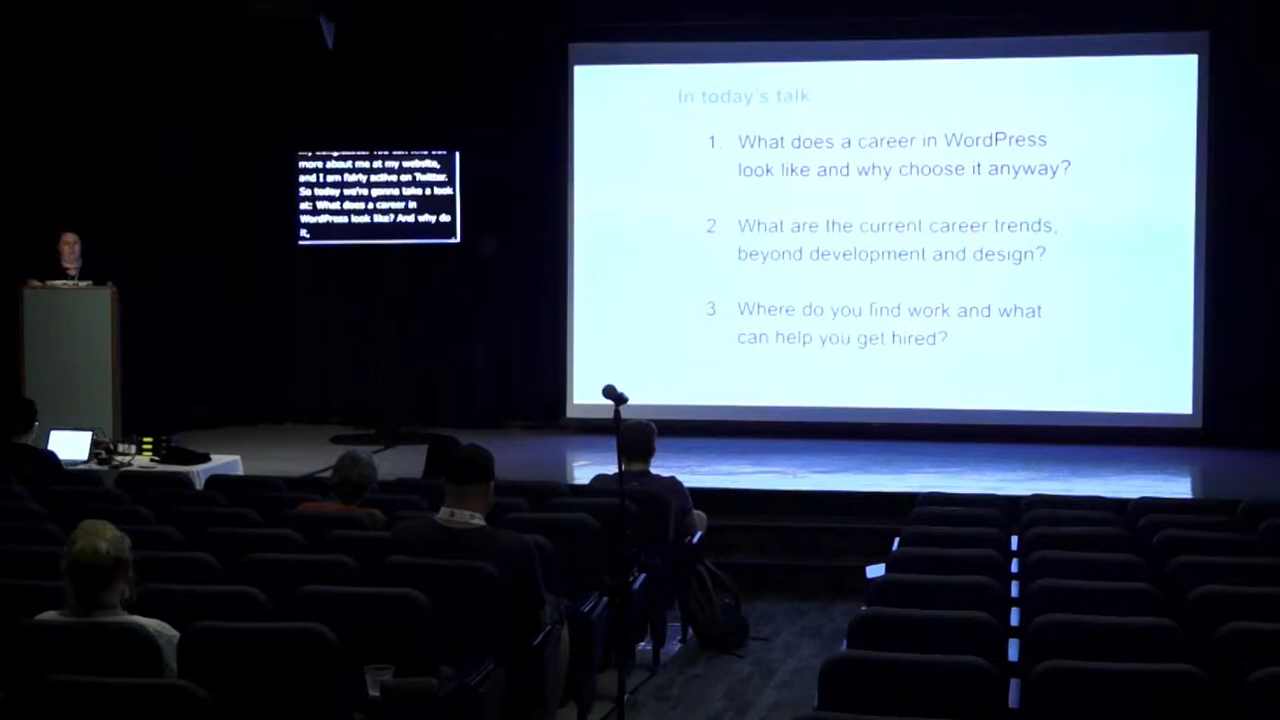 more about me at my website,
and I am fairly active on Twitter.
So today we're gonna take a look
at: What does a career in
WordPress look like? And why do
it,
In today's talk
1. What does a career in WordPress
look like and why choose it anyway?
2. What are the current career trends,
beyond development and design?
3 Where do you find work and what
can help you get hired?